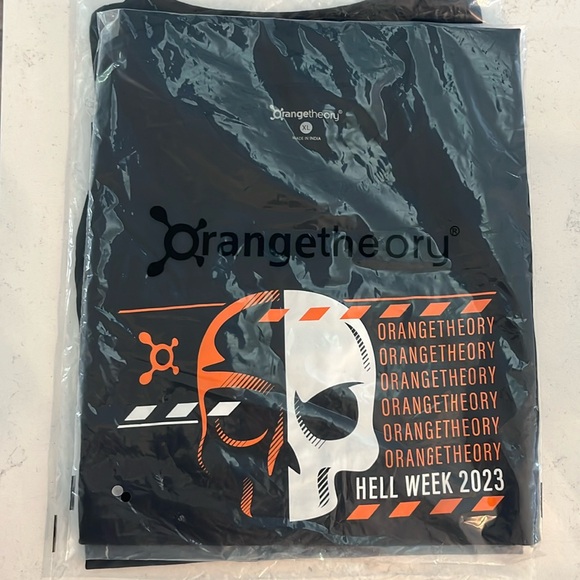 Orangetheory®
XL
MADE IN INDIA
Orangetheory®
ORANGETHEORY
ORANGETHEORY
ORANGETHEORY
ORANGETHEORY
ORANGETHEORY
ORANGETHEORY
HELL WEEK 2023